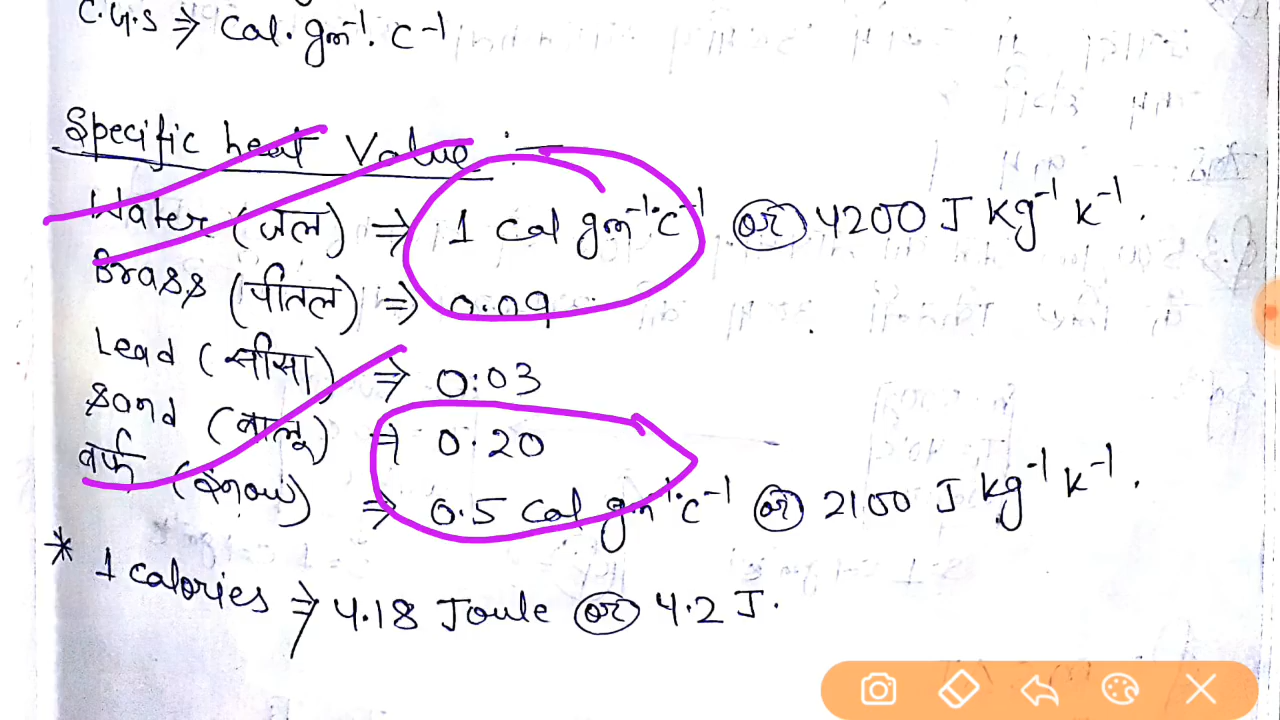 C.G.S ⇒ Cal. gm⁻¹. c⁻¹
Specific heat Value :-
Water (जल) ⇒ 1 Cal gm⁻¹.c⁻¹ or 4200 J Kg⁻¹ K⁻¹.
Brass (पीतल) ⇒ 0.09
Lead (सीसा) ⇒ 0:03
Sand (बालू) ⇒ 0.20
बर्फ (इनाw) ⇒ 0.5 Cal gm⁻¹.c⁻¹ or 2100 J kg⁻¹ k⁻¹.
* 1 calories ⇒ 4.18 Joule or 4.2 J.